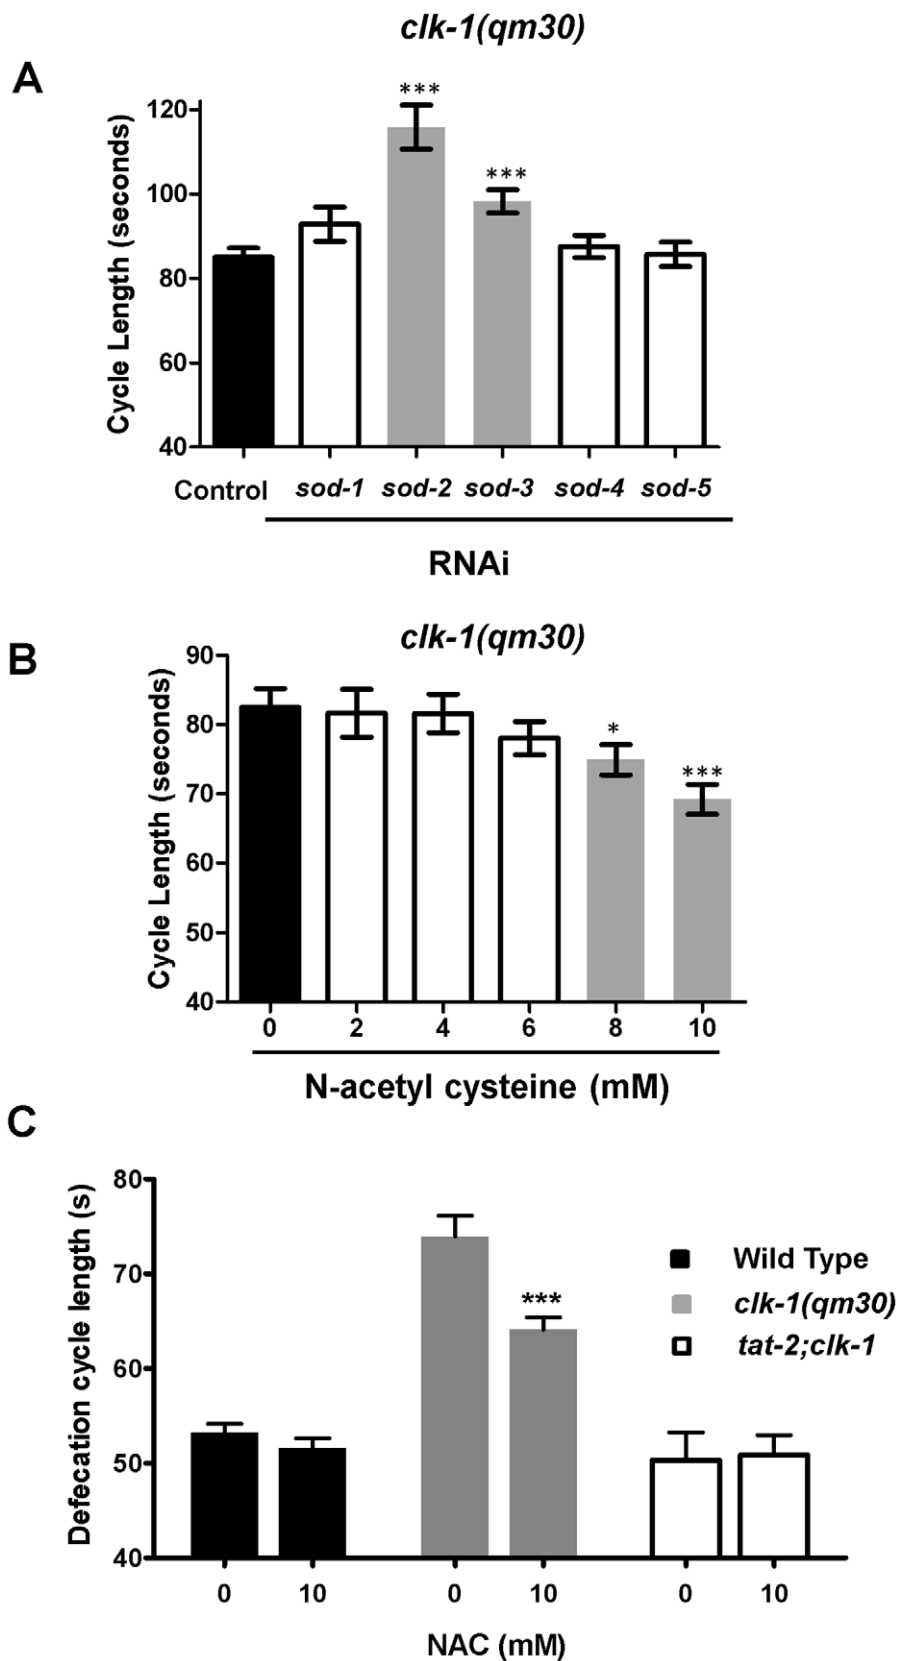 clk-1(qm30)
A
***
***
120
100
80
60
40
Cycle Length (seconds)
Control sod-1 sod-2 sod-3 sod-4 sod-5
RNAi
clk-1(qm30)
B
90
80
70
60
50
40
Cycle Length (seconds)
*
***
0 2 4 6 8 10
N-acetyl cysteine (mM)
C
80
70
60
50
40
Defecation cycle length (s)
***
Wild Type
clk-1(qm30)
tat-2;clk-1
0 10 0 10 0 10
NAC (mM)